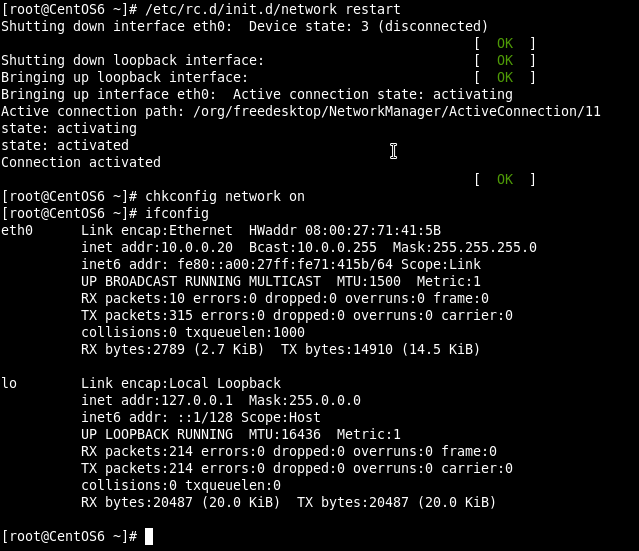 [root@CentOS6 ~]# /etc/rc.d/init.d/network restart
Shutting down interface eth0:  Device state: 3 (disconnected)
                                                           [  OK  ]
Shutting down loopback interface:                          [  OK  ]
Bringing up loopback interface:                            [  OK  ]
Bringing up interface eth0:  Active connection state: activating
Active connection path: /org/freedesktop/NetworkManager/ActiveConnection/11
state: activating
state: activated
Connection activated
                                                           [  OK  ]
[root@CentOS6 ~]# chkconfig network on
[root@CentOS6 ~]# ifconfig
eth0      Link encap:Ethernet  HWaddr 08:00:27:71:41:5B
          inet addr:10.0.0.20  Bcast:10.0.0.255  Mask:255.255.255.0
          inet6 addr: fe80::a00:27ff:fe71:415b/64 Scope:Link
          UP BROADCAST RUNNING MULTICAST  MTU:1500  Metric:1
          RX packets:10 errors:0 dropped:0 overruns:0 frame:0
          TX packets:315 errors:0 dropped:0 overruns:0 carrier:0
          collisions:0 txqueuelen:1000
          RX bytes:2789 (2.7 KiB)  TX bytes:14910 (14.5 KiB)

lo        Link encap:Local Loopback
          inet addr:127.0.0.1  Mask:255.0.0.0
          inet6 addr: ::1/128 Scope:Host
          UP LOOPBACK RUNNING  MTU:16436  Metric:1
          RX packets:214 errors:0 dropped:0 overruns:0 frame:0
          TX packets:214 errors:0 dropped:0 overruns:0 carrier:0
          collisions:0 txqueuelen:0
          RX bytes:20487 (20.0 KiB)  TX bytes:20487 (20.0 KiB)

[root@CentOS6 ~]#